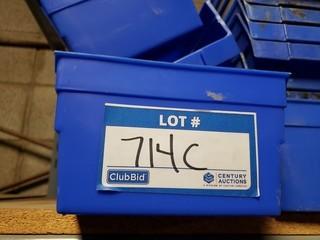 LOT #
714C
ClubBid
CENTURY
AUCTIONS